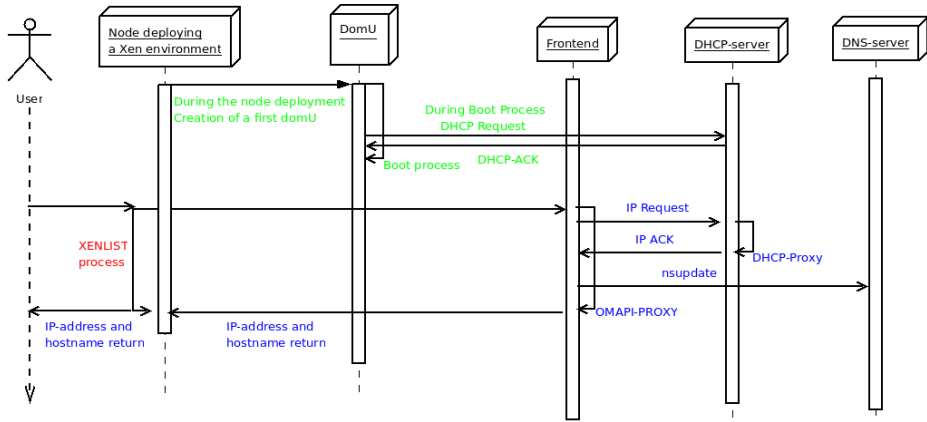 Node deploying
a Xen environment
DomU
Frontend
DHCP-server
DNS-server
User
During the node deployment
Creation of a first domU
During Boot Process
DHCP Request
DHCP-ACK
Boot process
IP Request
XENLIST
process
IP ACK
DHCP-Proxy
nsupdate
OMAPI-PROXY
IP-address and
hostname return
IP-address and
hostname return